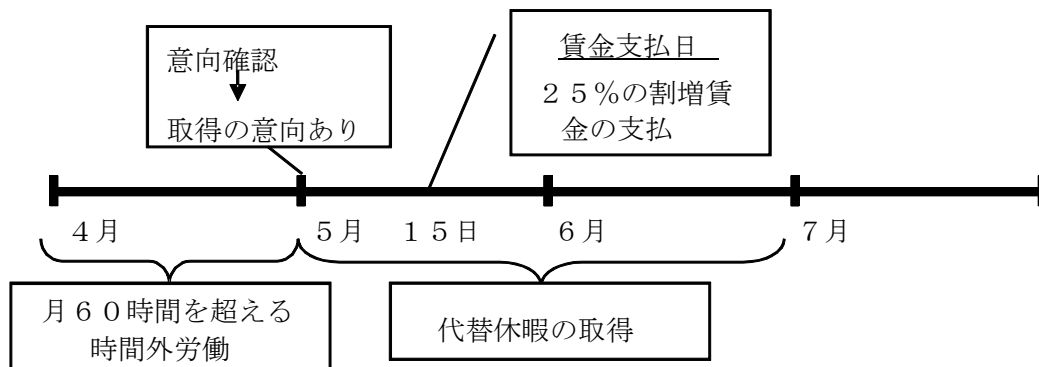 意向確認
取得の意向あり
賃金支払日
２５％の割増賃
金の支払
４月
５月
１５日
６月
７月
月６０時間を超える
時間外労働
代替休暇の取得